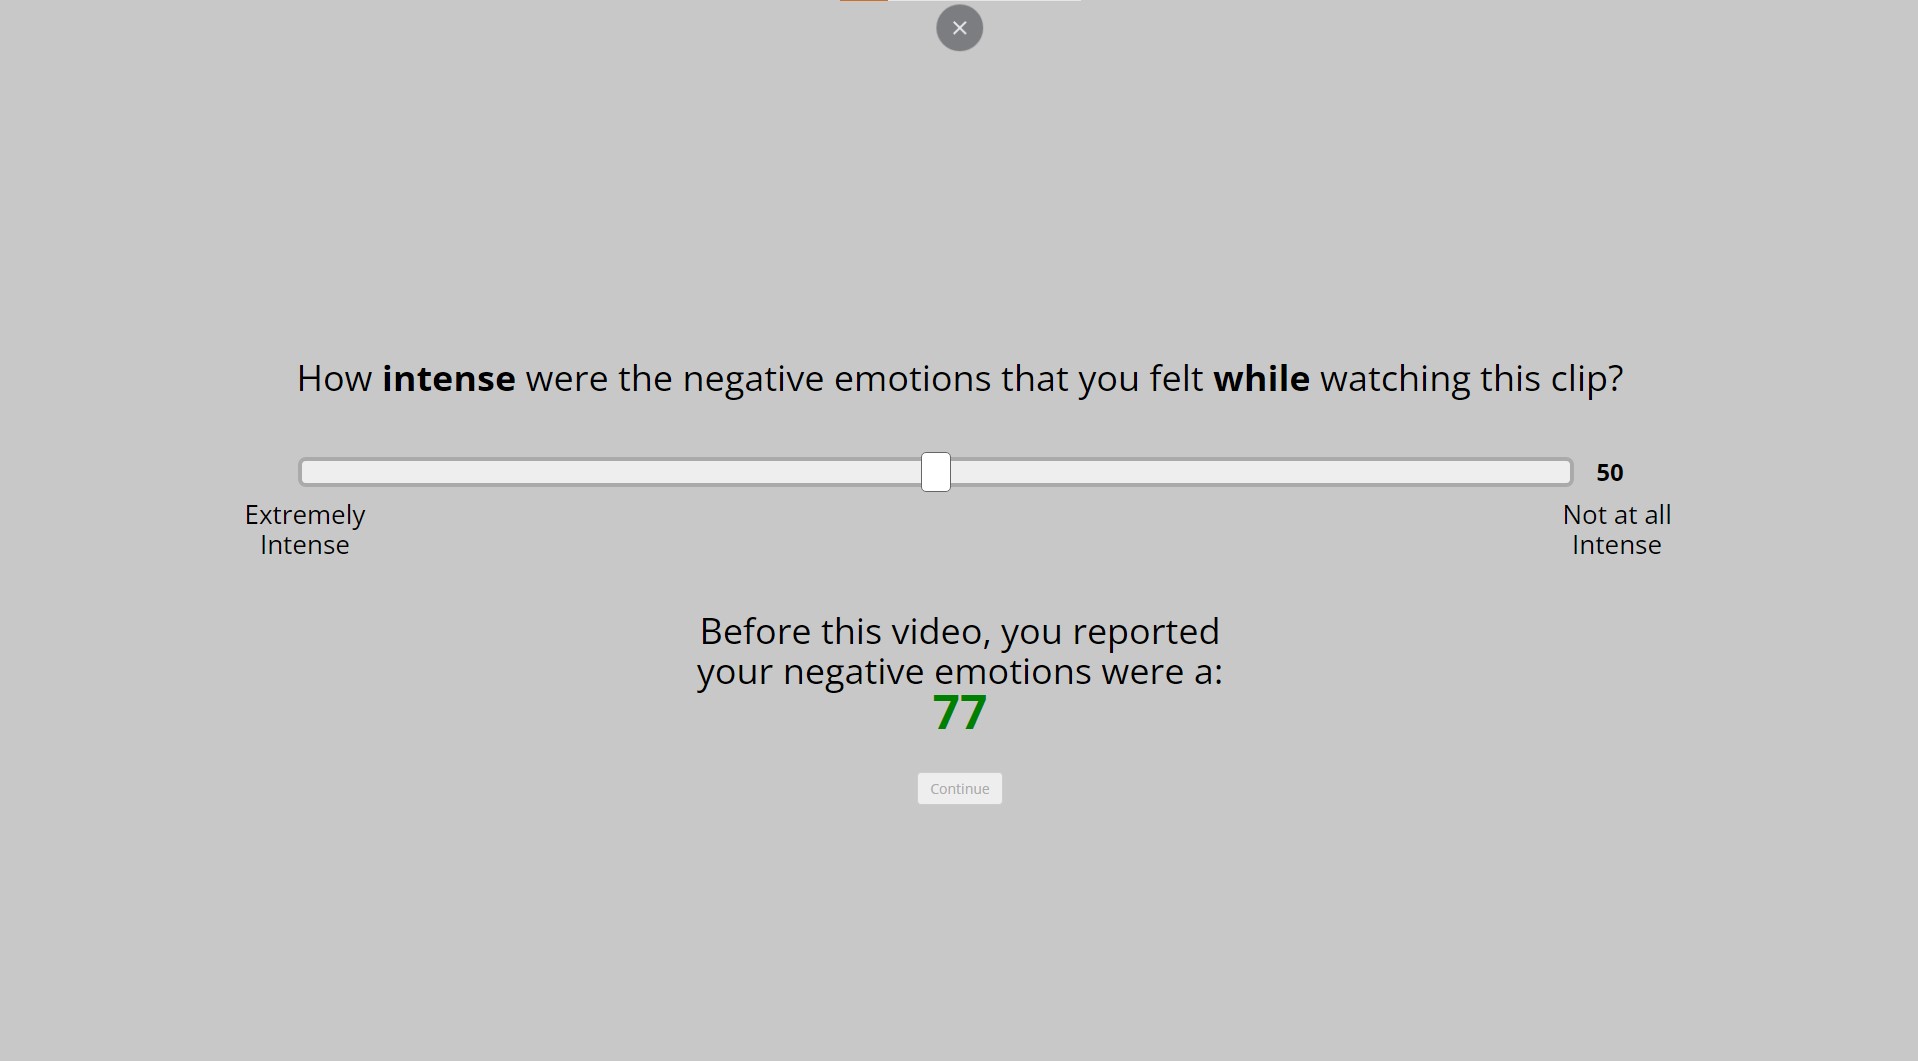 How intense were the negative emotions that you felt while watching this clip?
50
Extremely
Intense
Not at all
Intense
Before this video, you reported
your negative emotions were a:
77
Continue